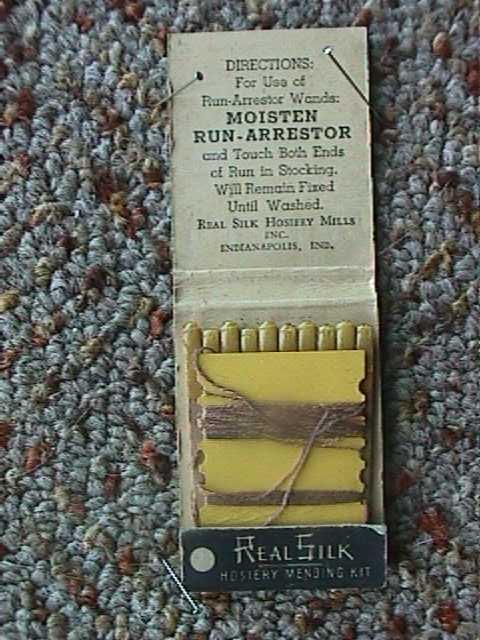 DIRECTIONS:
For Use of
Run-Arrestor Wands:
MOISTEN
RUN-ARRESTOR
and Touch Both Ends
of Run in Stocking.
Will Remain Fixed
Until Washed.
REAL SILK HOSIERY MILLS
INC.
INDIANAPOLIS, IND.
REAL SILK
HOSIERY MENDING KIT